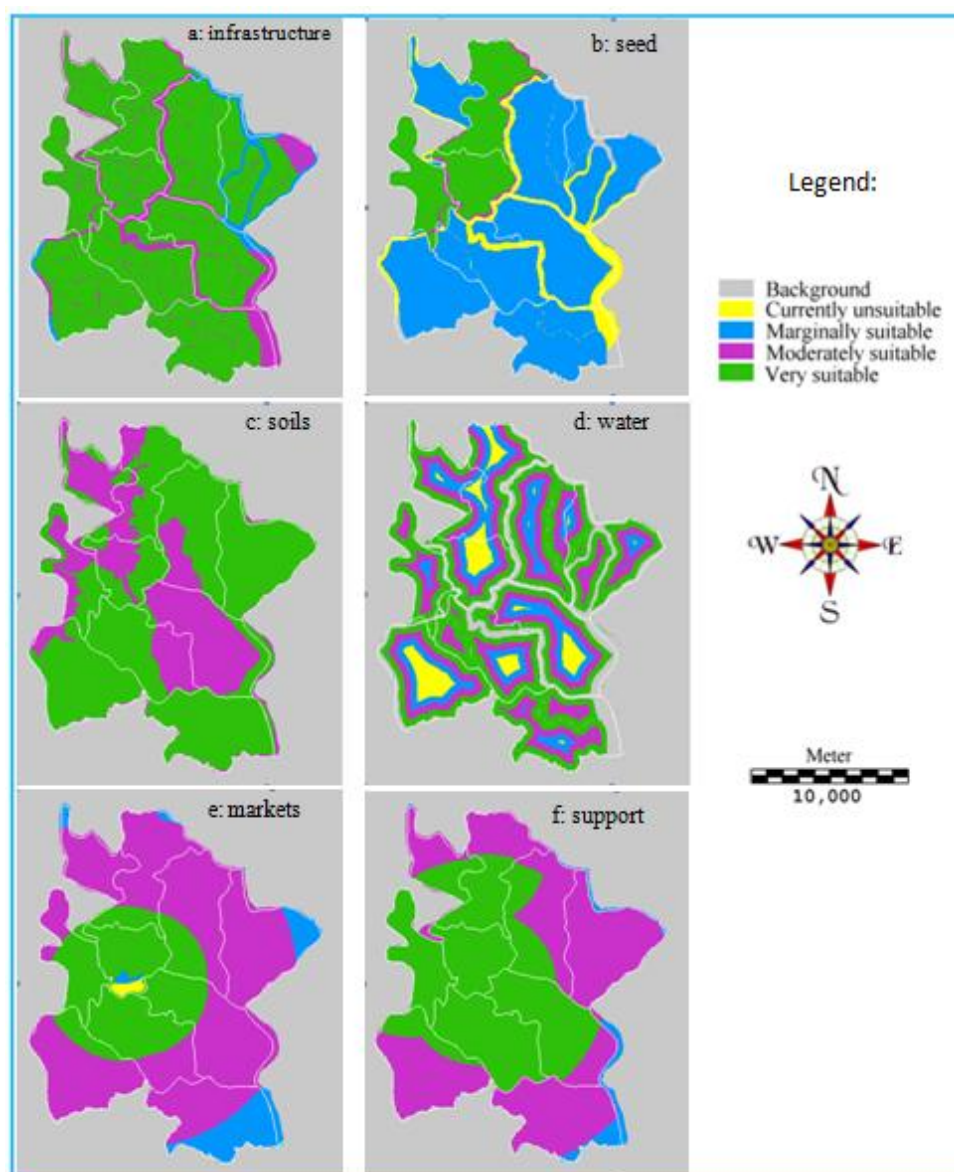 a: infrastructure
b: seed
Legend:
Background
Currently unsuitable
Marginally suitable
Moderately suitable
Very suitable
c: soils
d: water
N
W
E
S
Meter
10,000
e: markets
f: support